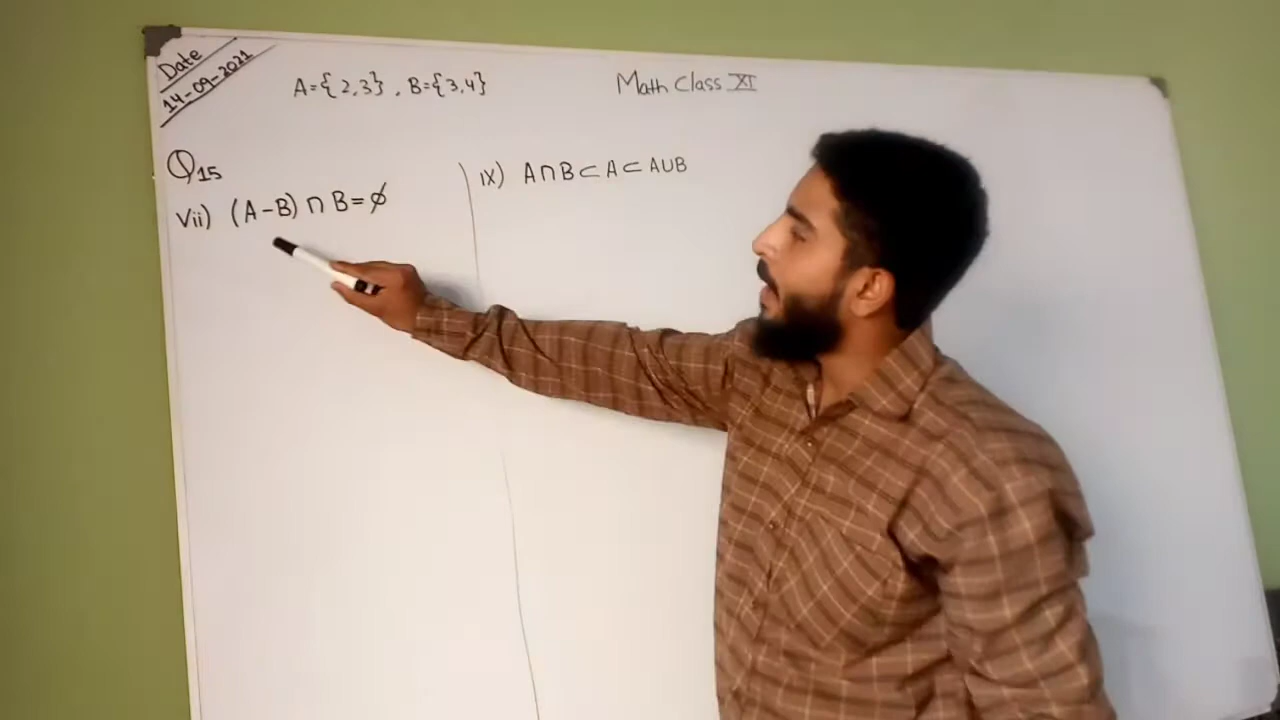 Date
14-09-2021
A={2,3} , B={3,4}
Math Class XI
Q15
Vii) (A-B) ∩ B=ϕ
ix) A∩B⊂A⊂A∪B